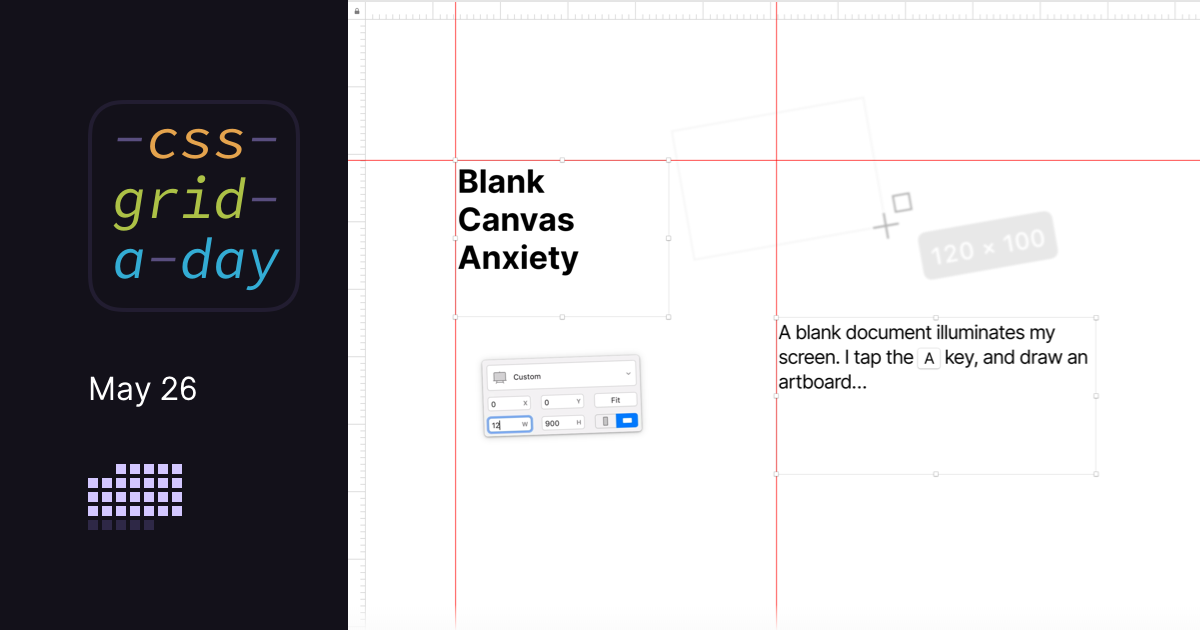 -css-
grid-
a-day
May 26
Blank
Canvas
Anxiety
120 × 100
Custom
0 X 0 Y Fit
12 W 900 H
A blank document illuminates my
screen. I tap the A key, and draw an
artboard...